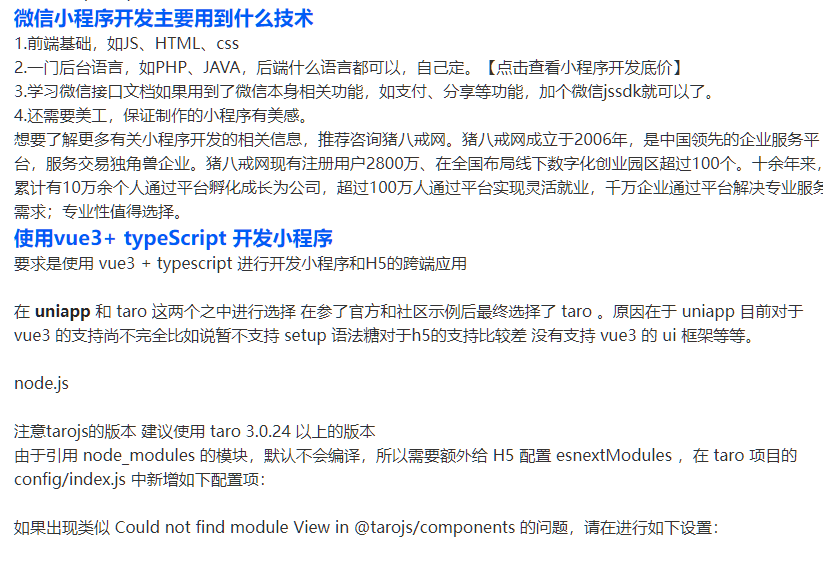 微信小程序开发主要用到什么技术
1.前端基础，如JS、HTML、css
2.一门后台语言，如PHP、JAVA，后端什么语言都可以，自己定。【点击查看小程序开发底价】
3.学习微信接口文档如果用到了微信本身相关功能，如支付、分享等功能，加个微信jssdk就可以了。
4.还需要美工，保证制作的小程序有美感。
想要了解更多有关小程序开发的相关信息，推荐咨询猪八戒网。猪八戒网成立于2006年，是中国领先的企业服务平
台，服务交易独角兽企业。猪八戒网现有注册用户2800万、在全国布局线下数字化创业园区超过100个。十余年来，
累计有10万余个人通过平台孵化成长为公司，超过100万人通过平台实现灵活就业，千万企业通过平台解决专业服务
需求；专业性值得选择。
使用vue3+ typeScript 开发小程序
要求是使用 vue3 + typescript 进行开发小程序和H5的跨端应用
在 uniapp 和 taro 这两个之中进行选择 在参了官方和社区示例后最终选择了 taro 。原因在于 uniapp 目前对于
vue3 的支持尚不完全比如说暂不支持 setup 语法糖对于h5的支持比较差 没有支持 vue3 的 ui 框架等等。
node.js
注意tarojs的版本 建议使用 taro 3.0.24 以上的版本
由于引用 node_modules 的模块，默认不会编译，所以需要额外给 H5 配置 esnextModules ，在 taro 项目的
config/index.js 中新增如下配置项：
如果出现类似 Could not find module View in @tarojs/components 的问题，请在进行如下设置：